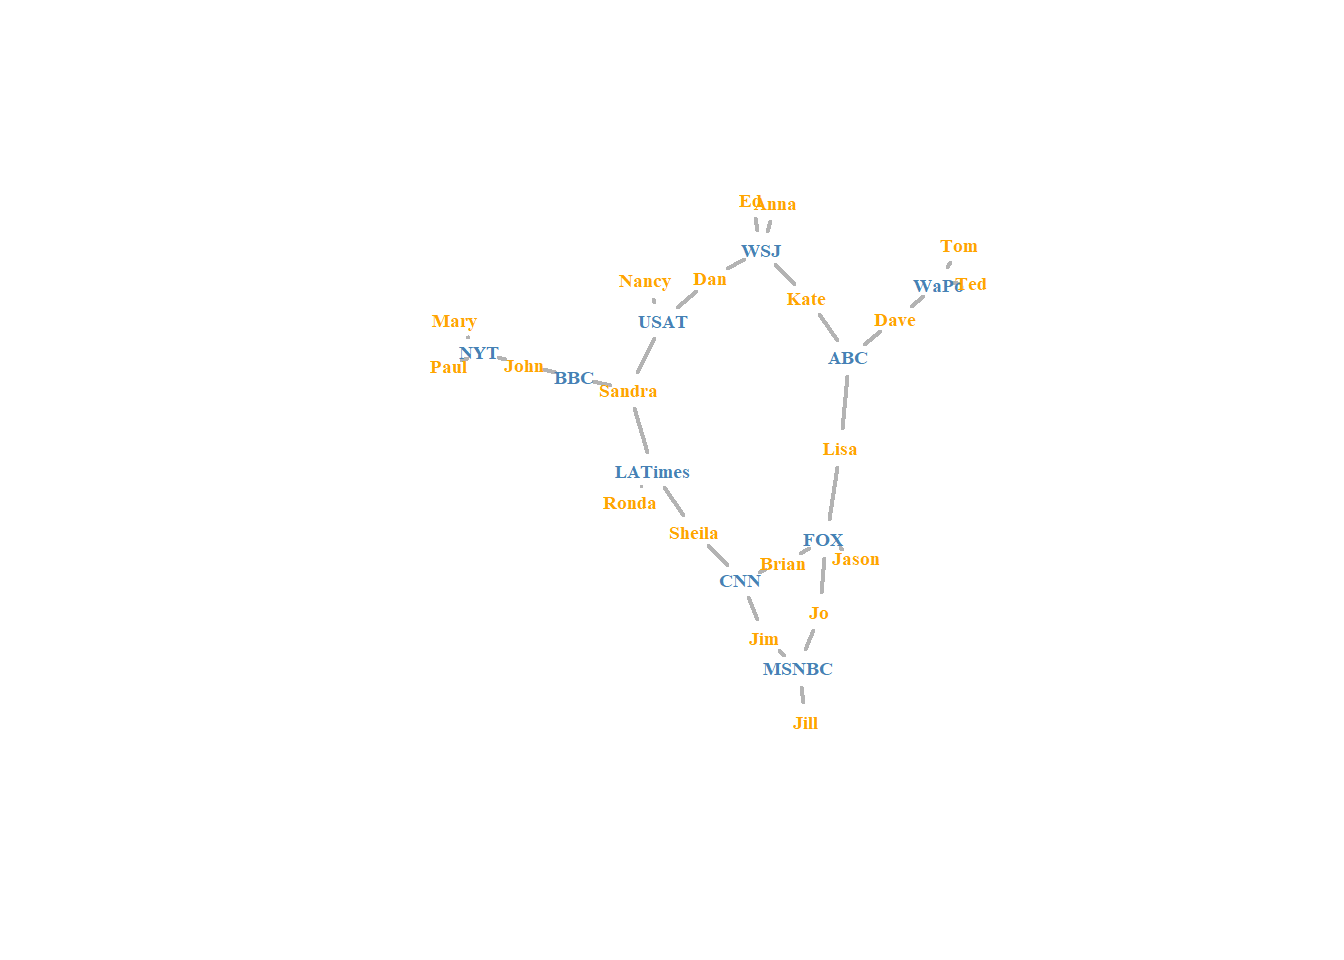 Ed
Anna
WSJ
Tom
Nancy
Dan
WaPo
Ted
Kate
USAT
Dave
Mary
NYT
ABC
Paul
John
BBC
Sandra
Lisa
LATimes
Ronda
Sheila
FOX
Brian
Jason
CNN
Jo
Jim
MSNBC
Jill